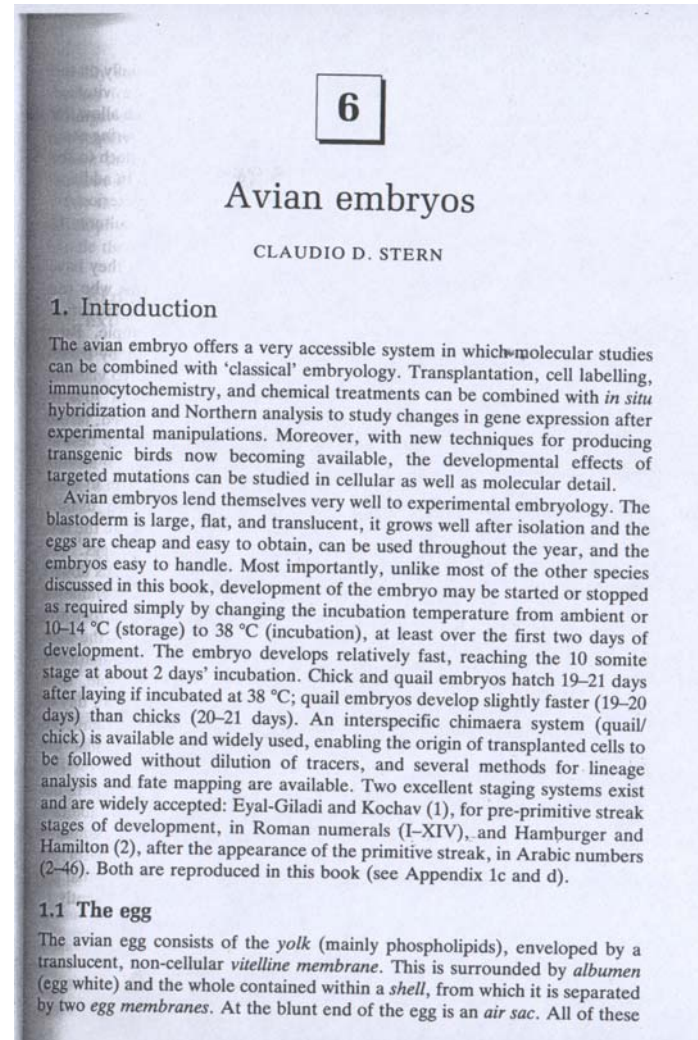 6
Avian embryos
CLAUDIO D. STERN
1. Introduction
The avian embryo offers a very accessible system in which molecular studies
can be combined with ‘classical’ embryology. Transplantation, cell labelling,
immunocytochemistry, and chemical treatments can be combined with in situ
hybridization and Northern analysis to study changes in gene expression after
experimental manipulations. Moreover, with new techniques for producing
transgenic birds now becoming available, the developmental effects of
targeted mutations can be studied in cellular as well as molecular detail.
Avian embryos lend themselves very well to experimental embryology. The
blastoderm is large, flat, and translucent, it grows well after isolation and the
eggs are cheap and easy to obtain, can be used throughout the year, and the
embryos easy to handle. Most importantly, unlike most of the other species
discussed in this book, development of the embryo may be started or stopped
as required simply by changing the incubation temperature from ambient or
10–14 °C (storage) to 38 °C (incubation), at least over the first two days of
development. The embryo develops relatively fast, reaching the 10 somite
stage at about 2 days’ incubation. Chick and quail embryos hatch 19–21 days
after laying if incubated at 38 °C; quail embryos develop slightly faster (19–20
days) than chicks (20–21 days). An interspecific chimaera system (quail/
chick) is available and widely used, enabling the origin of transplanted cells to
be followed without dilution of tracers, and several methods for lineage
analysis and fate mapping are available. Two excellent staging systems exist
and are widely accepted: Eyal-Giladi and Kochav (1), for pre-primitive streak
stages of development, in Roman numerals (I–XIV), and Hamburger and
Hamilton (2), after the appearance of the primitive streak, in Arabic numbers
(2–46). Both are reproduced in this book (see Appendix 1c and d).
1.1 The egg
The avian egg consists of the yolk (mainly phospholipids), enveloped by a
translucent, non-cellular vitelline membrane. This is surrounded by albumen
(egg white) and the whole contained within a shell, from which it is separated
by two egg membranes. At the blunt end of the egg is an air sac. All of these